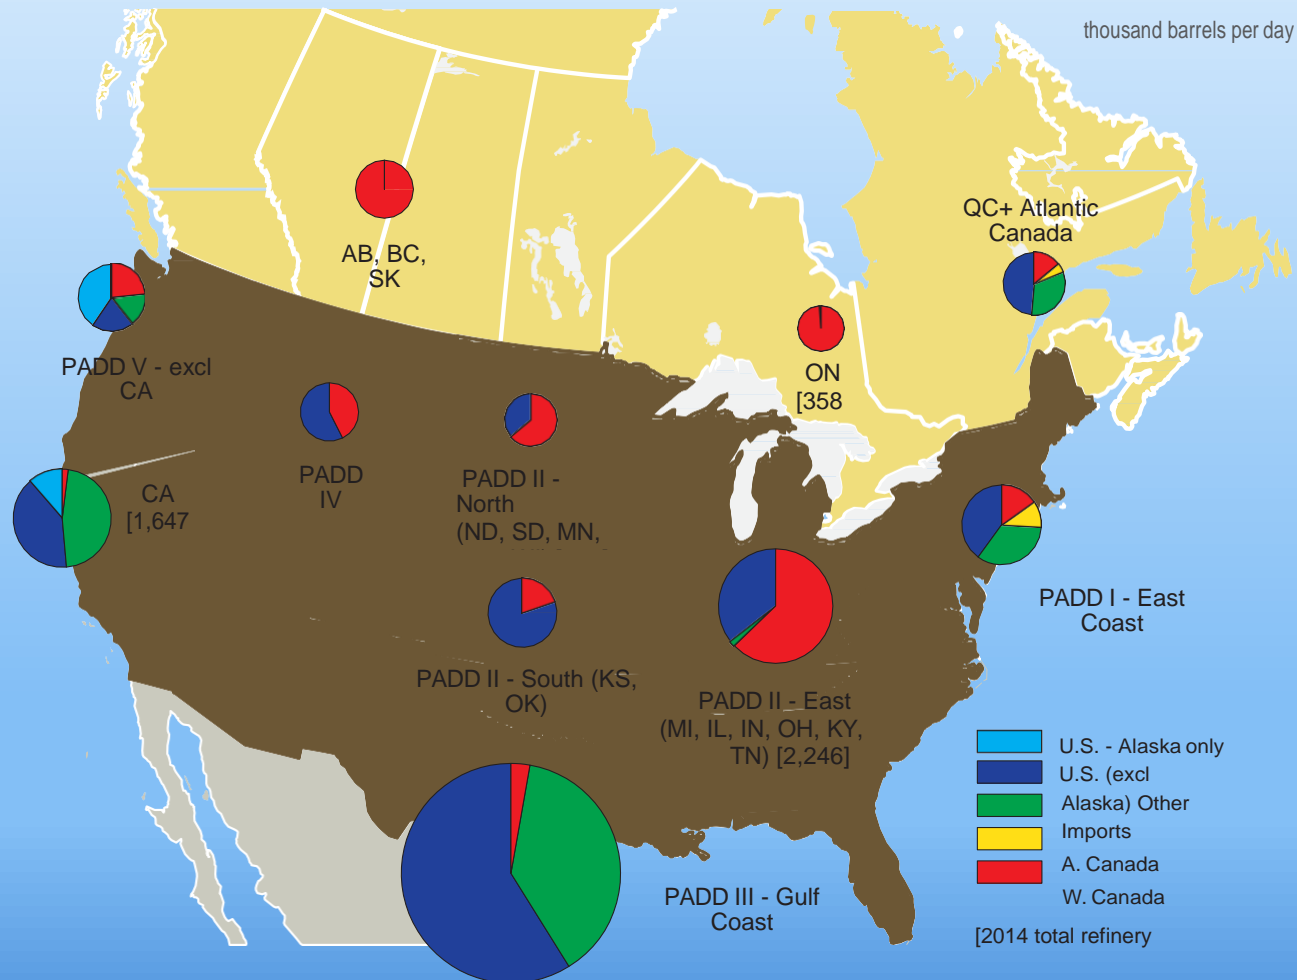 thousand barrels per day
QC+ Atlantic
Canada
AB, BC,
SK
PADD V - excl
CA
ON
[358
PADD
IV
PADD II -
North
(ND, SD, MN,
CA
[1,647
PADD I - East
Coast
PADD II - South (KS,
OK)
PADD II - East
(MI, IL, IN, OH, KY,
TN) [2,246]
PADD III - Gulf
Coast
U.S. - Alaska only
U.S. (excl
Alaska) Other
Imports
A. Canada
W. Canada
[2014 total refinery